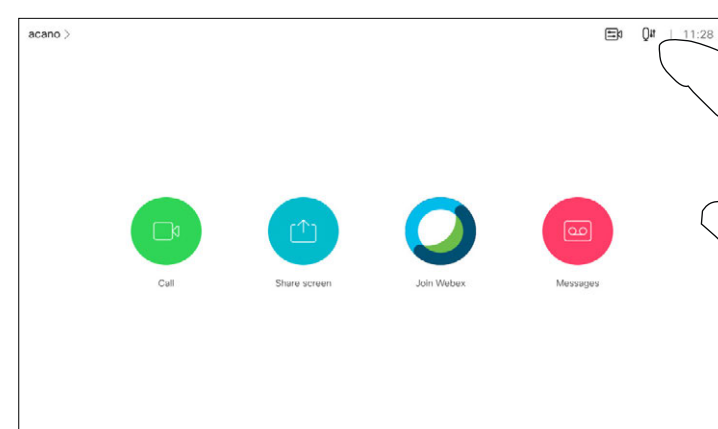 acano >
11:28
Call
Share screen
Join Webex
Messages